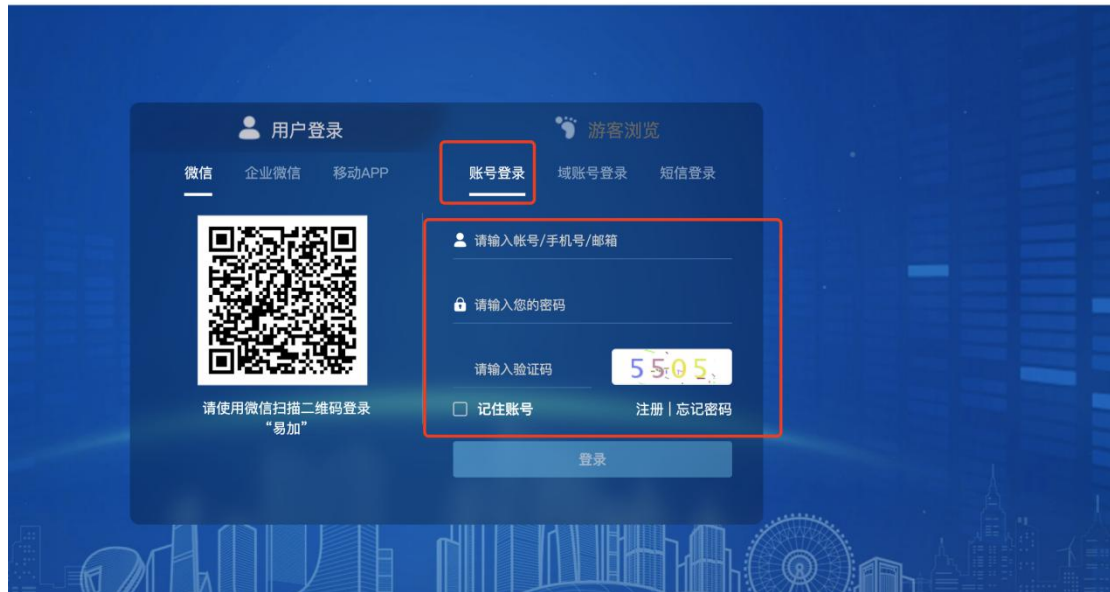 用户登录
游客浏览
微信 企业微信 移动APP
账号登录 域账号登录 短信登录
请输入帐号/手机号/邮箱
请输入您的密码
请输入验证码
5505
请使用微信扫描二维码登录
“易加”
记住账号
注册 | 忘记密码
登录